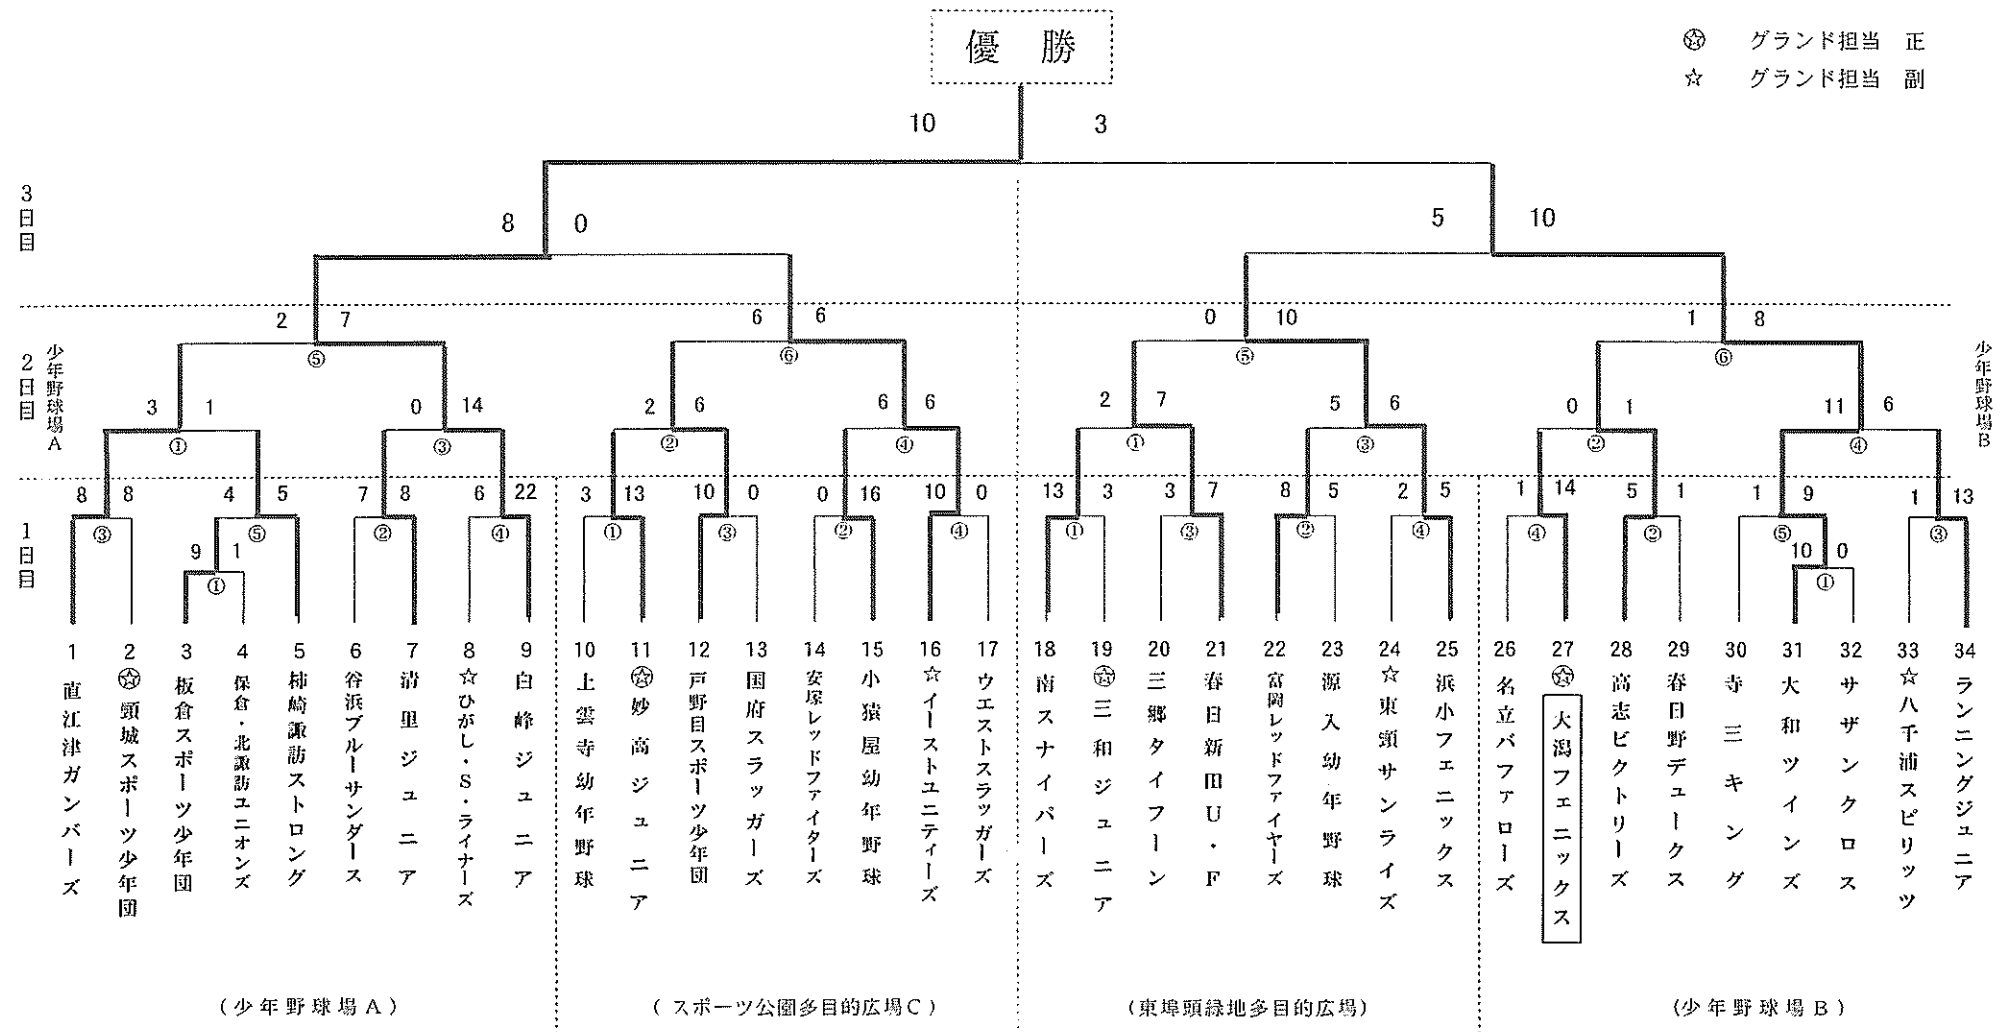 優 勝
グランド担当 正
☆ グランド担当 副
10 3
3日目
8 0 5 10
2 7 6 6 0 10 1 8
⑤ ⑥ ⑤ ⑥
2日目
少年野球場A
少年野球場B
3 1 0 14 2 6 6 6 2 7 5 6 0 1 11 6
① ③ ② ④ ① ③ ② ④
8 8 4 5 7 8 6 22 3 13 10 0 0 16 10 0 13 3 3 7 8 5 2 5 1 14 5 1 1 9 1 13
③ ⑤ ② ④ ① ③ ② ④ ① ③ ② ④ ④ ② ⑤ ③
1日目
9 1 10 0
① ①
1 直江津ガンバーズ
2 ☆頸城スポーツ少年団
3 板倉スポーツ少年団
4 保倉・北諏訪ユニオンズ
5 柿崎諏訪ストロング
6 谷浜ブルーサンダース
7 清里ジュニア
8 ☆ひがし・S・ライナーズ
9 白峰ジュニア
10 上雲寺幼年野球
11 ☆妙高ジュニア
12 戸野目スポーツ少年団
13 国府スラッガーズ
14 安塚レッドファイターズ
15 小猿屋幼年野球
16 ☆イーストユニティーズ
17 ウエストスラッガーズ
18 南スナイパーズ
19 ☆三和ジュニア
20 三郷タイフーン
21 春日新田U・F
22 富岡レッドファイヤーズ
23 源入幼年野球
24 ☆東頸サンライズ
25 浜小フェニックス
26 名立バファローズ
27 ☆大潟フェニックス
28 高志ビクトリーズ
29 春日野デュークス
30 寺三キング
31 大和ツインズ
32 サザンクロス
33 ☆八千浦スピリッツ
34 ランニングジュニア
(少年野球場A)
(スポーツ公園多目的広場C)
(東埠頭緑地多目的広場)
(少年野球場B)